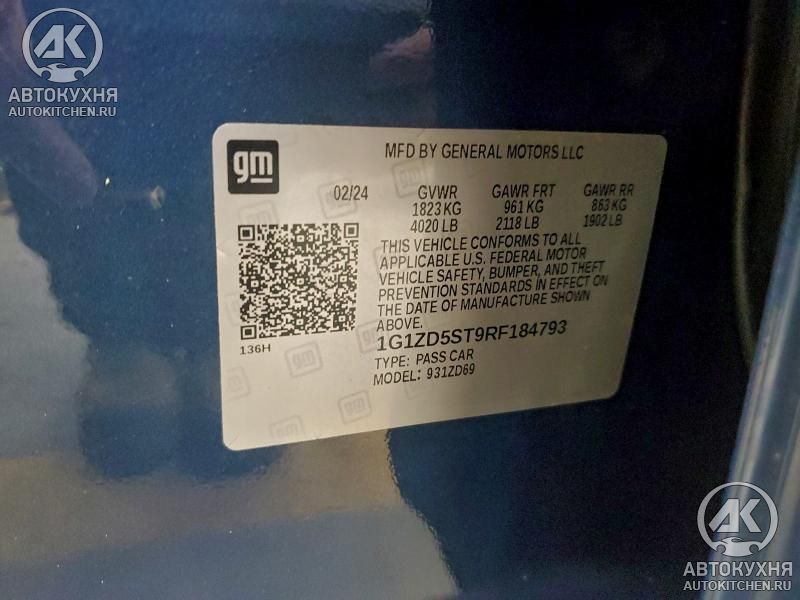 AK
АВТОКУХНЯ
AUTOKITCHEN.RU
gm
MFD BY GENERAL MOTORS LLC
02/24 GVWR GAWR FRT GAWR RR
1823 KG 961 KG 863 KG
4020 LB 2118 LB 1902 LB
THIS VEHICLE CONFORMS TO ALL
APPLICABLE U.S. FEDERAL MOTOR
VEHICLE SAFETY, BUMPER, AND THEFT
PREVENTION STANDARDS IN EFFECT ON
THE DATE OF MANUFACTURE SHOWN
ABOVE.
136H
1G1ZD5ST9RF184793
TYPE: PASS CAR
MODEL: 931ZD69
AK
АВТОКУХНЯ
AUTOKITCHEN.RU